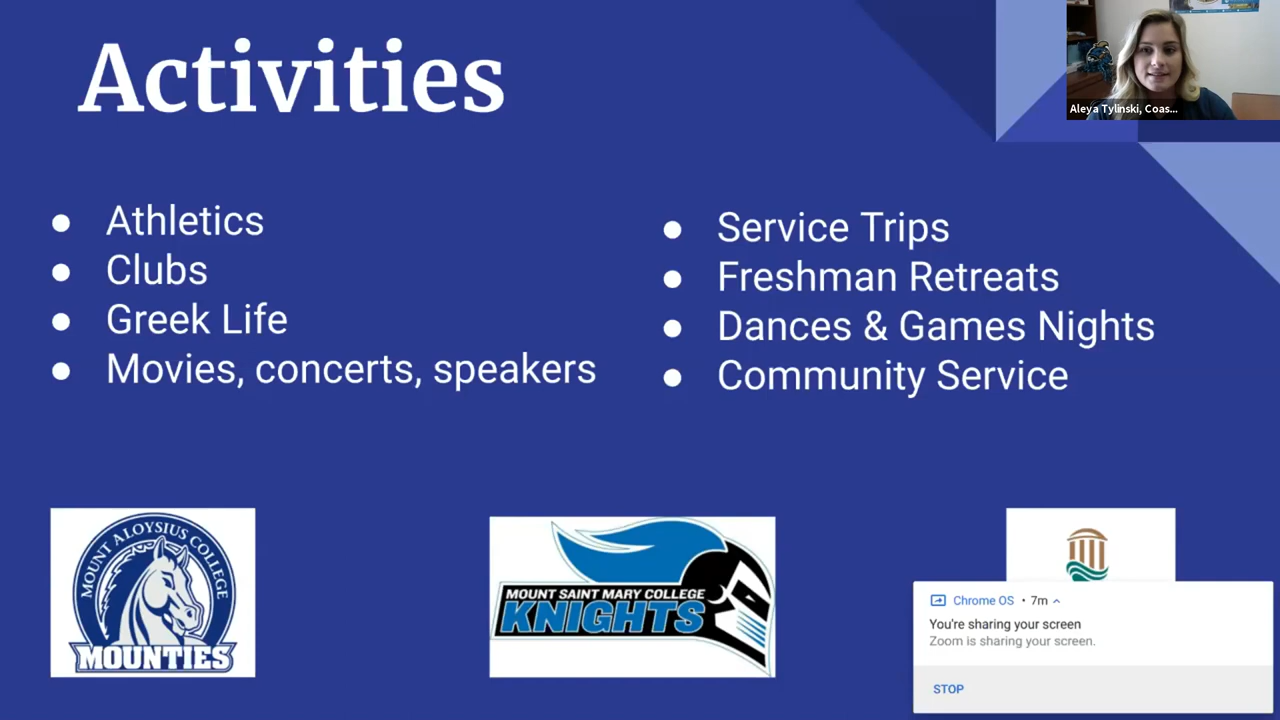 Activities
Aleya Tylinski, Coas...
● Athletics
● Clubs
● Greek Life
● Movies, concerts, speakers
● Service Trips
● Freshman Retreats
● Dances & Games Nights
● Community Service
MOUNT ALOYSIUS COLLEGE
MOUNTIES
MOUNT SAINT MARY COLLEGE
KNIGHTS
Chrome OS • 7m
You're sharing your screen
Zoom is sharing your screen.
STOP